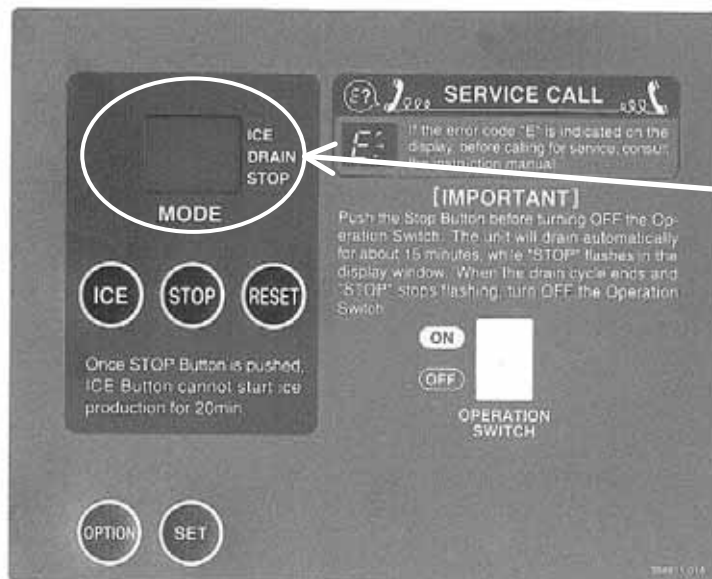 ICE
DRAIN
STOP
MODE
ICE STOP RESET
Once STOP Button is pushed,
ICE Button cannot start ice
production for 20min.
OPTION SET
E?
SERVICE CALL
E
If the error code "E" is indicated on the
display, before calling for service, consult
the instruction manual.
[IMPORTANT]
Push the Stop Button before turning OFF the Op-
eration Switch. The unit will drain automatically
for about 15 minutes, while "STOP" flashes in the
display window. When the drain cycle ends and
"STOP" stops flashing, turn OFF the Operation
Switch.
ON
OFF
OPERATION
SWITCH